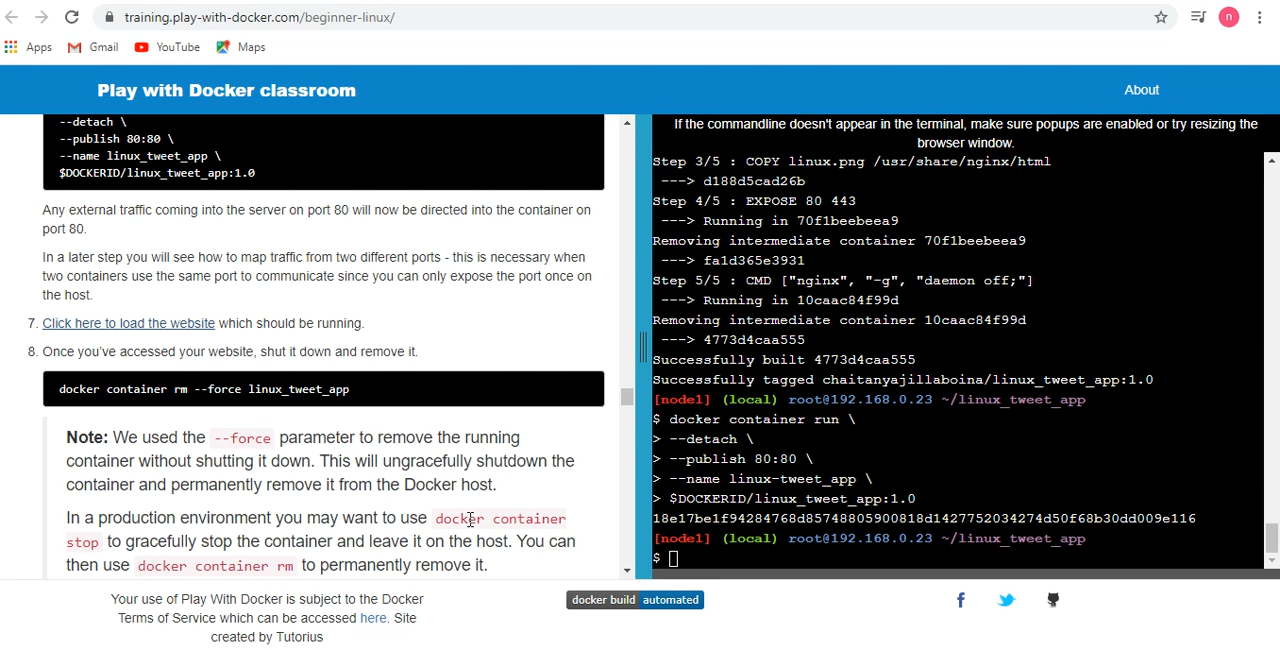 training.play-with-docker.com/beginner-linux/
n
Apps Gmail YouTube Maps
Play with Docker classroom
About
--detach \
--publish 80:80 \
--name linux_tweet_app \
$DOCKERID/linux_tweet_app:1.0
Any external traffic coming into the server on port 80 will now be directed into the container on
port 80.
In a later step you will see how to map traffic from two different ports - this is necessary when
two containers use the same port to communicate since you can only expose the port once on
the host.
7. Click here to load the website which should be running.
8. Once you've accessed your website, shut it down and remove it.
docker container rm --force linux_tweet_app
Note: We used the --force parameter to remove the running
container without shutting it down. This will ungracefully shutdown the
container and permanently remove it from the Docker host.
In a production environment you may want to use docker container
stop to gracefully stop the container and leave it on the host. You can
then use docker container rm to permanently remove it.
If the commandline doesn't appear in the terminal, make sure popups are enabled or try resizing the
browser window.
Step 3/5 : COPY linux.png /usr/share/nginx/html
---> d188d5cad26b
Step 4/5 : EXPOSE 80 443
---> Running in 70f1beebeea9
Removing intermediate container 70f1beebeea9
---> fa1d365e3931
Step 5/5 : CMD ["nginx", "-g", "daemon off;"]
---> Running in 10caac84f99d
Removing intermediate container 10caac84f99d
---> 4773d4caa555
Successfully built 4773d4caa555
Successfully tagged chaitanyajillaboina/linux_tweet_app:1.0
[node1] (local) root@192.168.0.23 ~/linux_tweet_app
$ docker container run \
> --detach \
> --publish 80:80 \
> --name linux-tweet_app \
> $DOCKERID/linux_tweet_app:1.0
18e17be1f94284768d85748805900818d1427752034274d50f68b30dd009e116
[node1] (local) root@192.168.0.23 ~/linux_tweet_app
$
Your use of Play With Docker is subject to the Docker
Terms of Service which can be accessed here. Site
created by Tutorius
docker build automated